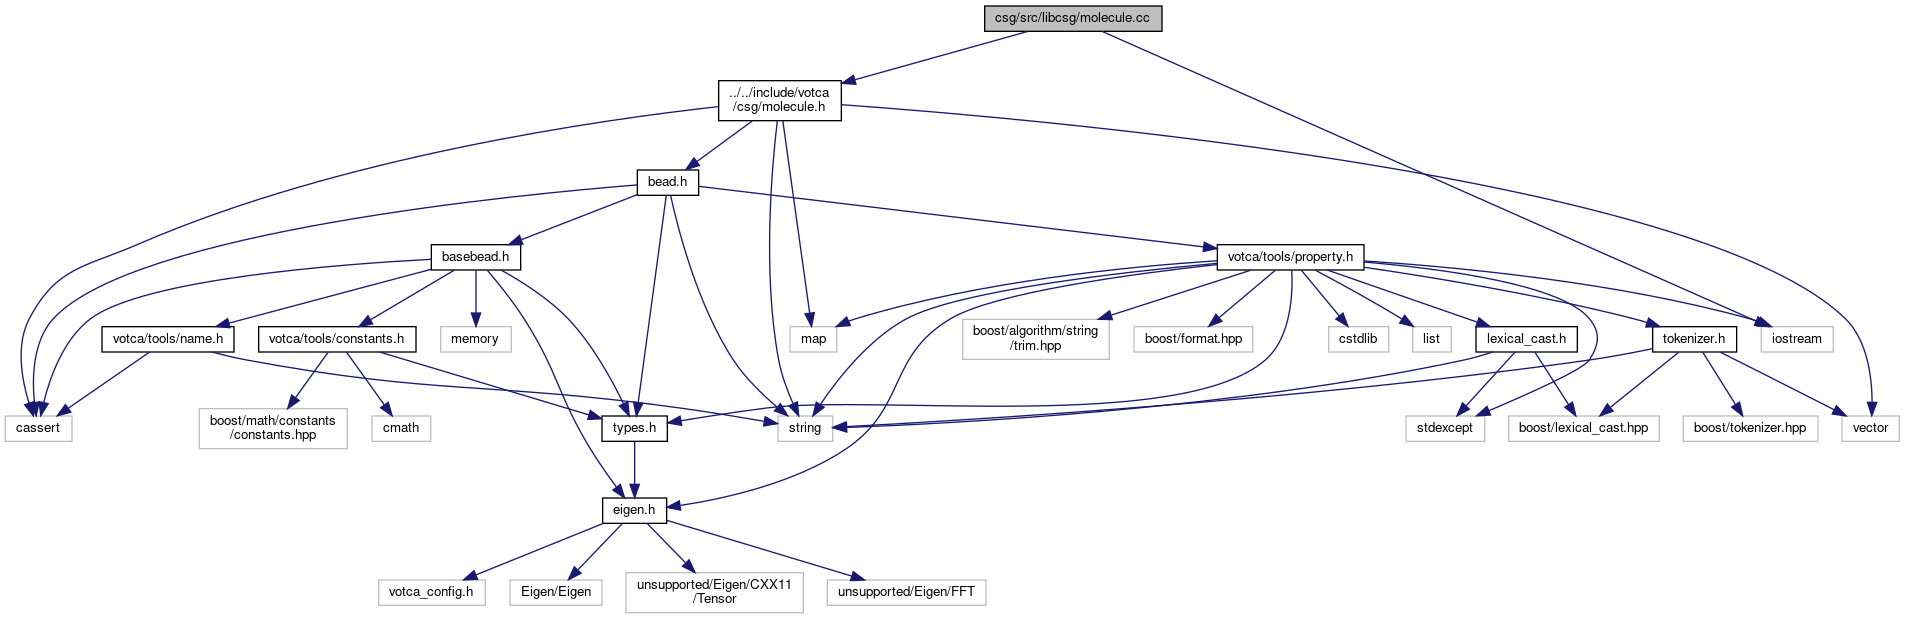 csg/src/libcsg/molecule.cc
../../include/votca
/csg/molecule.h
bead.h
basebead.h
votca/tools/property.h
votca/tools/name.h
votca/tools/constants.h
memory
map
boost/algorithm/string
/trim.hpp
boost/format.hpp
cstdlib
list
lexical_cast.h
tokenizer.h
iostream
cassert
boost/math/constants
/constants.hpp
cmath
types.h
string
stdexcept
boost/lexical_cast.hpp
boost/tokenizer.hpp
vector
eigen.h
votca_config.h
Eigen/Eigen
unsupported/Eigen/CXX11
/Tensor
unsupported/Eigen/FFT